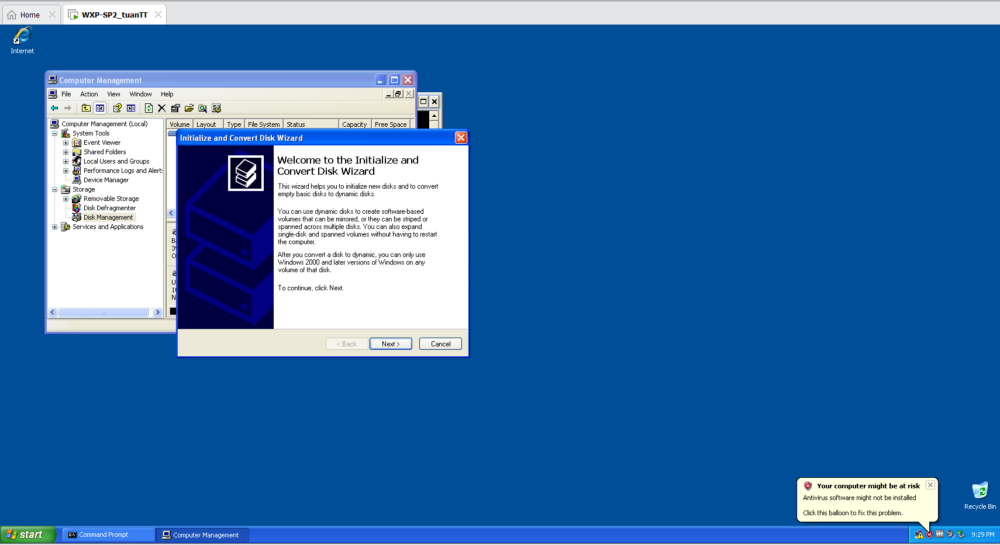 Home
WXP-SP2_tuanTT
Internet
Computer Management
File Action View Window Help
Computer Management (Local)
System Tools
Event Viewer
Shared Folders
Local Users and Groups
Performance Logs and Alert
Device Manager
Storage
Removable Storage
Disk Defragmenter
Disk Management
Services and Applications
Volume Layout Type File System Status Capacity Free Space
Initialize and Convert Disk Wizard
Welcome to the Initialize and
Convert Disk Wizard
This wizard helps you to initialize new disks and to convert
empty basic disks to dynamic disks.
You can use dynamic disks to create software-based
volumes that can be mirrored, or they can be striped or
spanned across multiple disks. You can also expand
single-disk and spanned volumes without having to restart
the computer.
After you convert a disk to dynamic, you can only use
Windows 2000 and later versions of Windows on any
volume of that disk.
To continue, click Next.
< Back Next > Cancel
Your computer might be at risk
Antivirus software might not be installed
Click this balloon to fix this problem.
Recycle Bin
start
Command Prompt
Computer Management
vm
9:29 PM